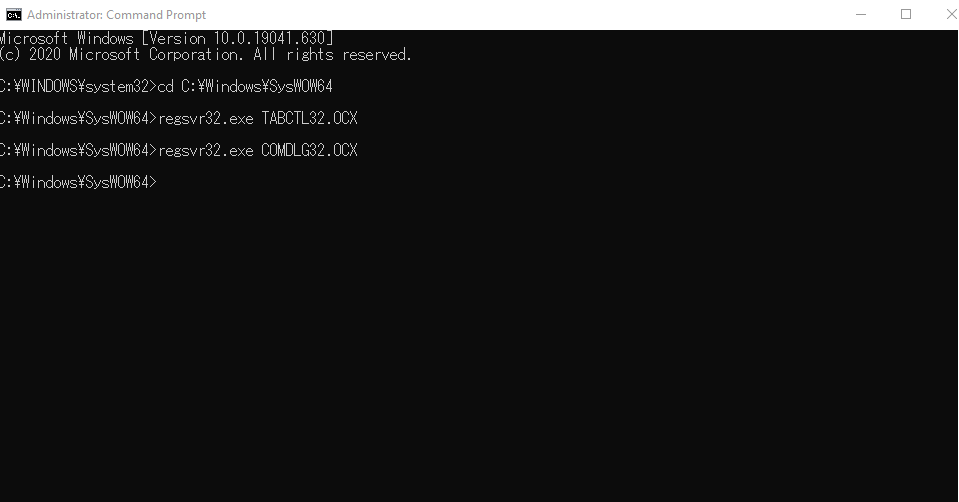 Administrator: Command Prompt
Microsoft Windows [Version 10.0.19041.630]
(c) 2020 Microsoft Corporation. All rights reserved.
C:¥WINDOWS¥system32>cd C:¥Windows¥SysWOW64
C:¥Windows¥SysWOW64>regsvr32.exe TABCTL32.OCX
C:¥Windows¥SysWOW64>regsvr32.exe COMDLG32.OCX
C:¥Windows¥SysWOW64>